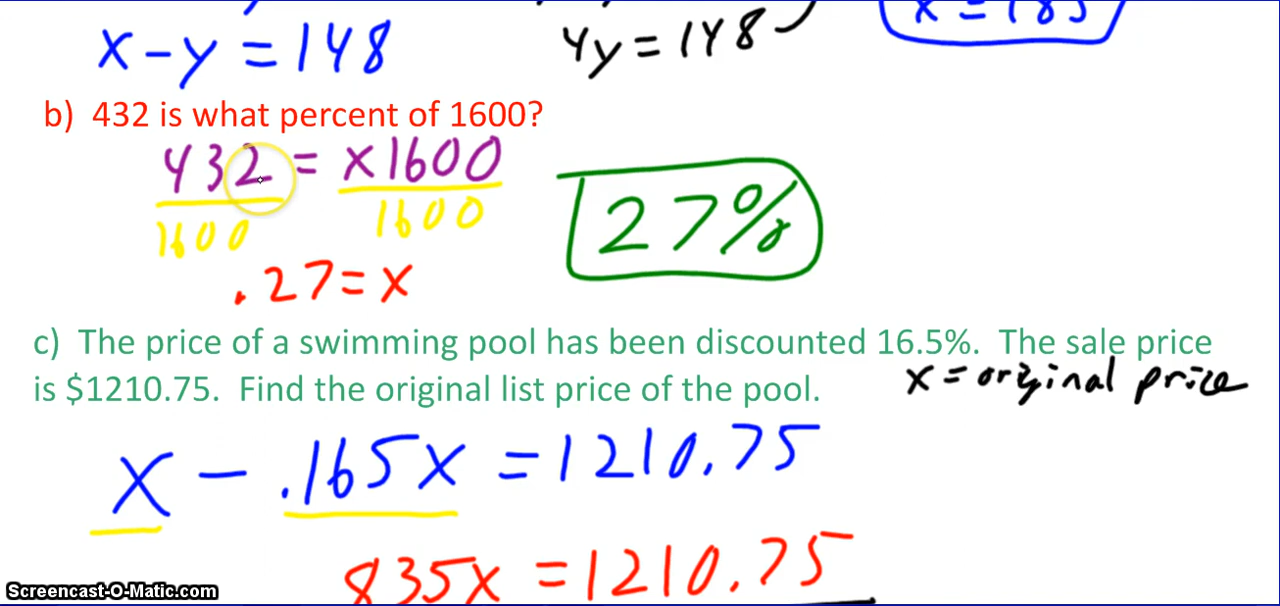 x = 185
x - y = 148
4y = 148
b) 432 is what percent of 1600?
432 = x1600
1600 1600
27%
.27 = x
c) The price of a swimming pool has been discounted 16.5%. The sale price
is $1210.75. Find the original list price of the pool.
x = original price
x - .165x = 1210.75
835x = 1210.75
Screencast-O-Matic.com